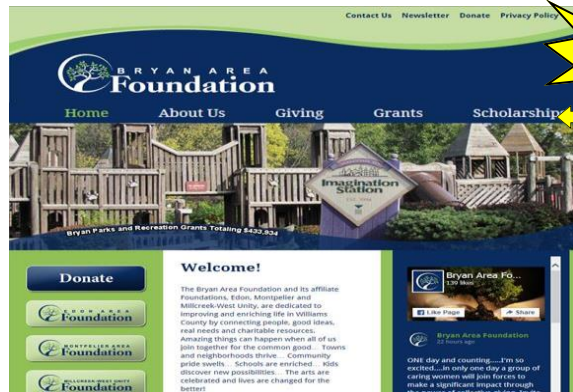 Contact Us Newsletter Donate Privacy Policy
BRYAN AREA
Foundation
Home About Us Giving Grants Scholarship
Imagination
Station
Bryan Parks and Recreation Grants Totaling $433,934
Donate
EDON AREA
Foundation
MONTPELIER AREA
Foundation
MILLCREEK-WEST UNITY
Foundation
Welcome!
The Bryan Area Foundation and its affiliate
Foundations, Edon, Montpelier and
Millcreek-West Unity, are dedicated to
improving and enriching life in Williams
County by connecting people, good ideas,
real needs and charitable resources.
Amazing things can happen when all of us
join together for the common good... Towns
and neighborhoods thrive... Community
pride swells... Schools are enriched... Kids
discover new possibilities... The arts are
celebrated and lives are changed for the
better!
Bryan Area Fo...
139 likes
Like Page Share
Bryan Area Foundation
22 hours ago
ONE day and counting.....I'm so
excited....in only one day a group of
caring women will join forces to
make a significant impact through